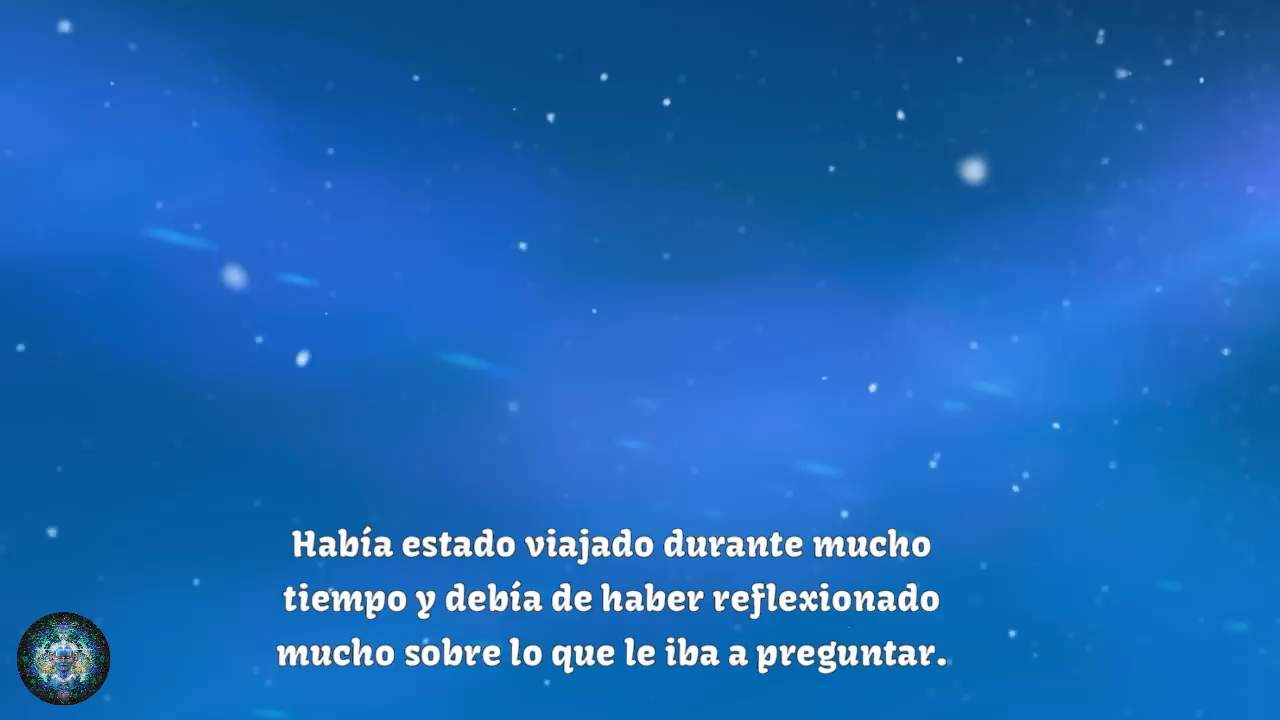 Había estado viajado durante mucho
tiempo y debía de haber reflexionado
mucho sobre lo que le iba a preguntar.